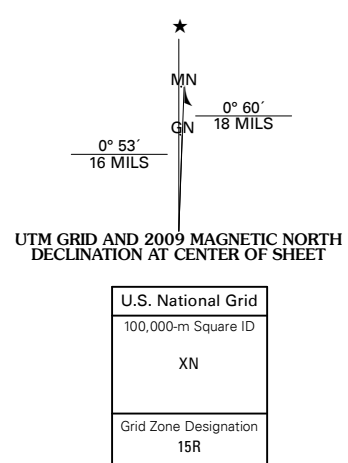 ★
MN
0° 60´
18 MILS
GN
0° 53´
16 MILS
UTM GRID AND 2009 MAGNETIC NORTH
DECLINATION AT CENTER OF SHEET
U.S. National Grid
100,000-m Square ID
XN
Grid Zone Designation
15R